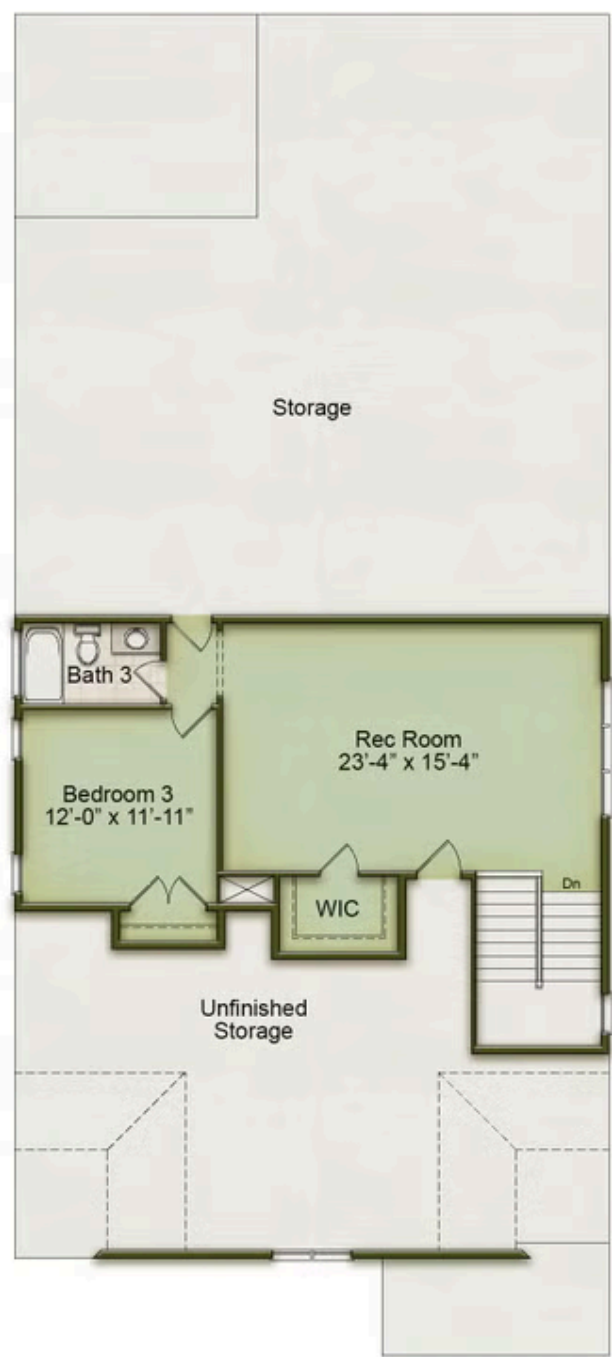 Storage
Bath 3
Rec Room
23'-4" x 15'-4"
Bedroom 3
12'-0" x 11'-11"
Dn
WIC
Unfinished
Storage